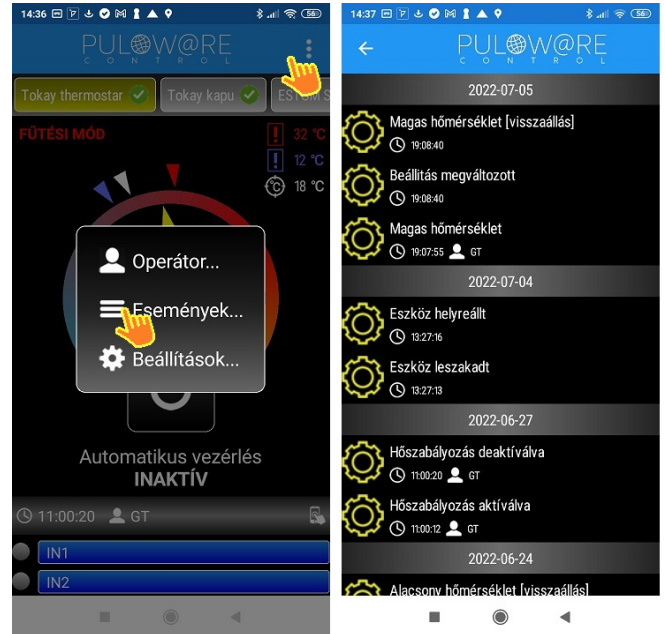 14:36
56
PULOW@RE
CONTROL
Tokay thermostar
Tokay kapu
ESTOM S
FŰTÉSI MÓD
32 °C
12 °C
°C
18 °C
Operátor...
Események...
Beállítások...
Automatikus vezérlés
INAKTÍV
11:00:20 GT
IN1
IN2
14:37
56
PULOW@RE
CONTROL
2022-07-05
Magas hőmérséklet [visszaállás]
19:08:40
Beállítás megváltozott
19:08:40
Magas hőmérséklet
19:07:55 GT
2022-07-04
Eszköz helyreállt
13:27:16
Eszköz leszakadt
13:27:13
2022-06-27
Hőszabályozás deaktíválva
11:00:20 GT
Hőszabályozás aktíválva
11:00:12 GT
2022-06-24
Alacsony hőmérséklet [visszaállás]